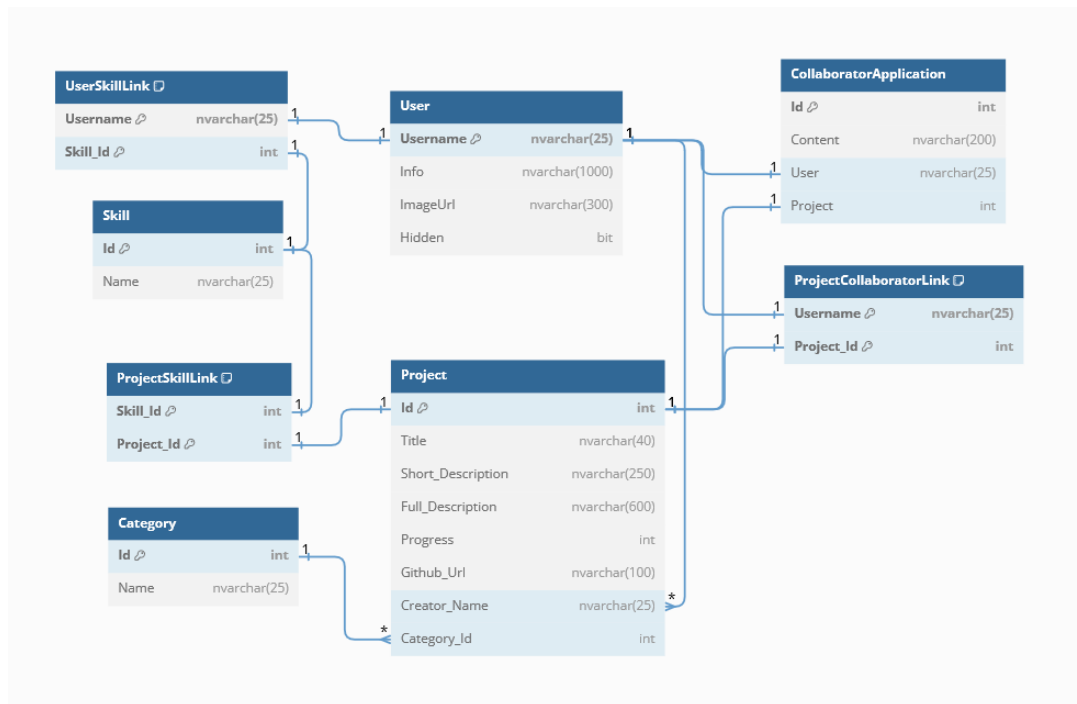 UserSkillLink
Username nvarchar(25)
Skill_Id int
1
1
Skill
Id int
Name nvarchar(25)
1
ProjectSkillLink
Skill_Id int
Project_Id int
1
1
Category
Id int
Name nvarchar(25)
1
User
Username nvarchar(25)
Info nvarchar(1000)
ImageUrl nvarchar(300)
Hidden bit
1
1
Project
Id int
Title nvarchar(40)
Short_Description nvarchar(250)
Full_Description nvarchar(600)
Progress int
Github_Url nvarchar(100)
Creator_Name nvarchar(25)
Category_Id int
1
1
*
*
CollaboratorApplication
Id int
Content nvarchar(200)
User nvarchar(25)
Project int
1
1
ProjectCollaboratorLink
Username nvarchar(25)
Project_Id int
1
1